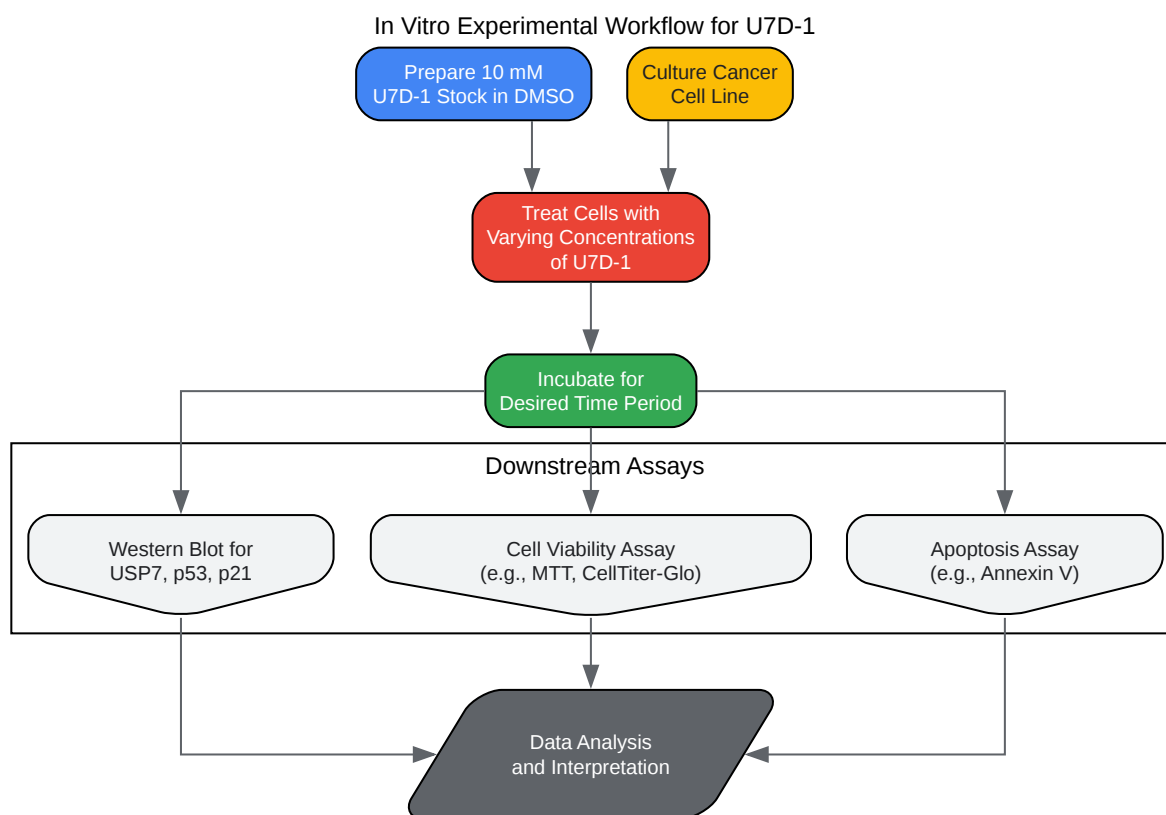 In Vitro Experimental Workflow for U7D-1
Prepare 10 mM
U7D-1 Stock in DMSO
Culture Cancer
Cell Line
Treat Cells with
Varying Concentrations
of U7D-1
Incubate for
Desired Time Period
Downstream Assays
Western Blot for
USP7, p53, p21
Cell Viability Assay
(e.g., MTT, CellTiter-Glo)
Apoptosis Assay
(e.g., Annexin V)
Data Analysis
and Interpretation